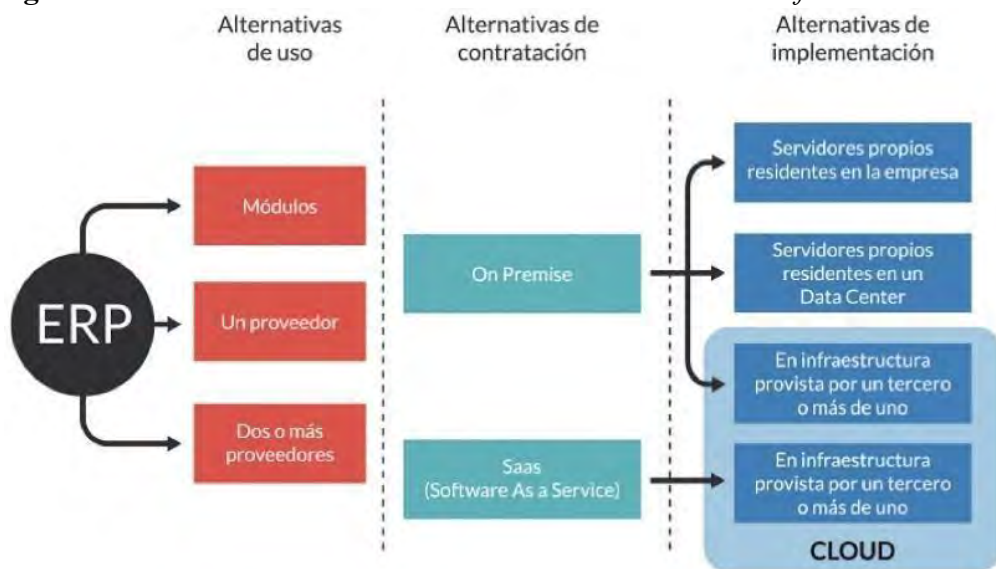 Alternativas
de uso
Alternativas de
contratación
Alternativas de
implementación
ERP
Módulos
Un proveedor
Dos o más
proveedores
On Premise
Saas
(Software As a Service)
Servidores propios
residentes en la empresa
Servidores propios
residentes en un
Data Center
En infraestructura
provista por un tercero
o más de uno
En infraestructura
provista por un tercero
o más de uno
CLOUD